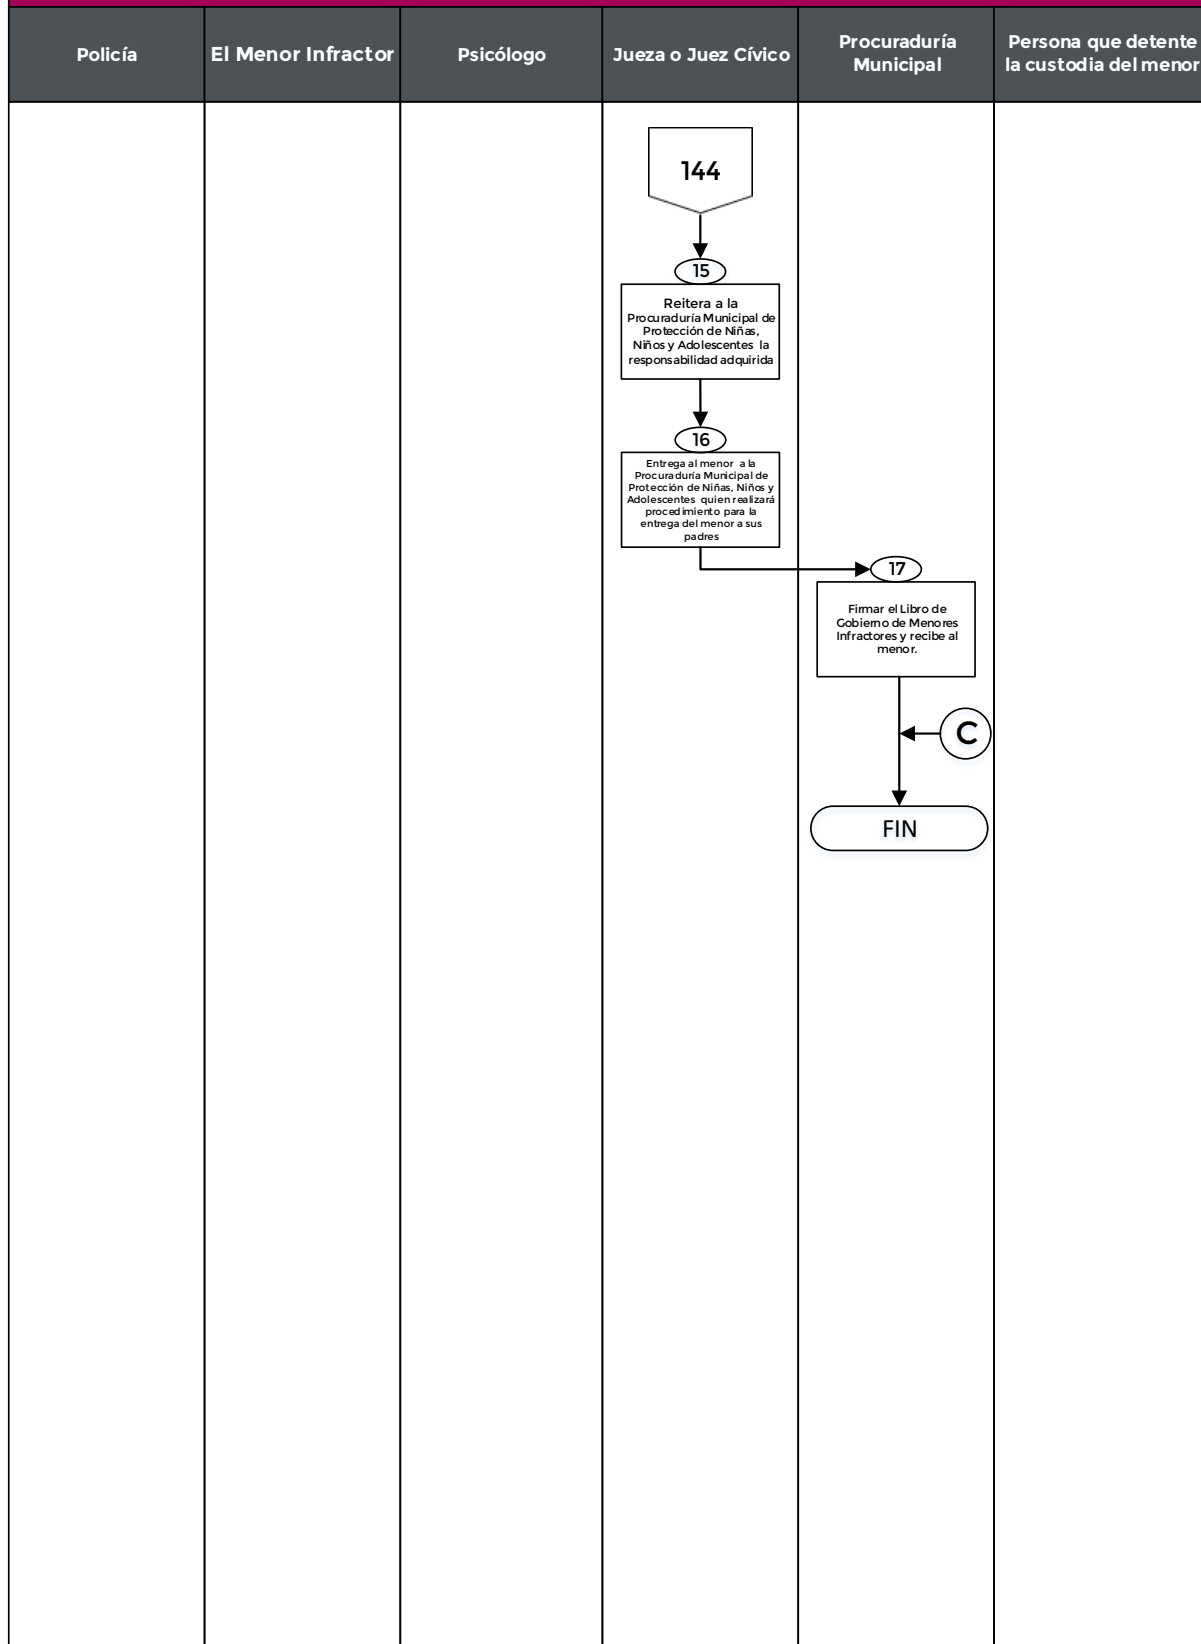 Policía
El Menor Infractor
Psicólogo
Jueza o Juez Cívico
Procuraduría
Municipal
Persona que detente
la custodia del menor
144
15
Reitera a la
Procuraduría Municipal de
Protección de Niñas,
Niños y Adolescentes la
responsabilidad adquirida
16
Entrega al menor a la
Procuraduría Municipal de
Protección de Niñas, Niños y
Adolescentes quien realizará
procedimiento para la
entrega del menor a sus
padres
17
Firmar el Libro de
Gobierno de Menores
Infractores y recibe al
menor.
C
FIN